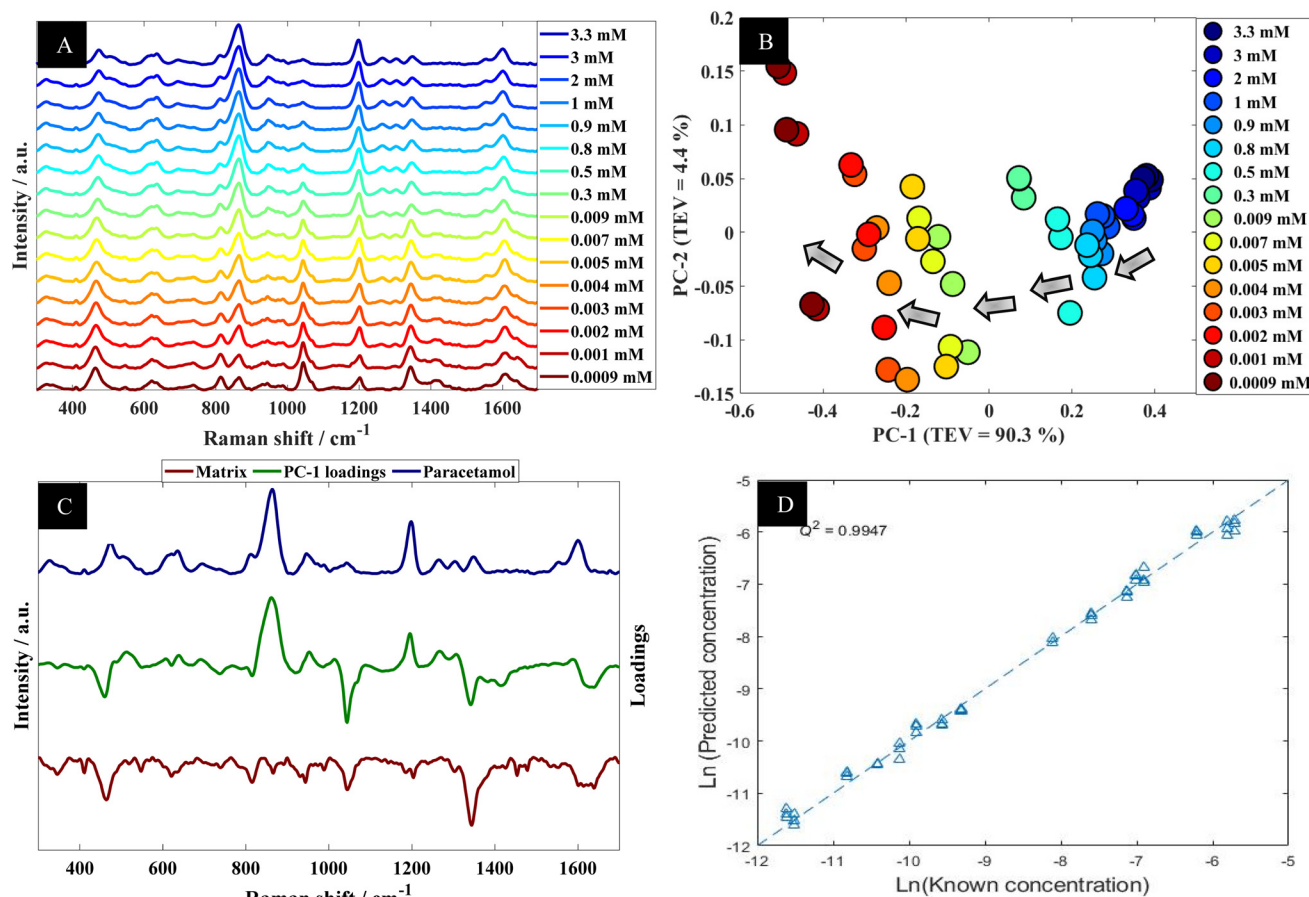 A
3.3 mM
3 mM
2 mM
1 mM
0.9 mM
0.8 mM
0.5 mM
0.3 mM
0.009 mM
0.007 mM
0.005 mM
0.004 mM
0.003 mM
0.002 mM
0.001 mM
0.0009 mM
Intensity / a.u.
400 600 800 1000 1200 1400 1600
Raman shift / cm-1
B
0.2
0.15
0.1
0.05
0
-0.05
-0.1
-0.15
PC-2 (TEV = 4.4 %)
-0.6 -0.4 -0.2 0 0.2 0.4
PC-1 (TEV = 90.3 %)
3.3 mM
3 mM
2 mM
1 mM
0.9 mM
0.8 mM
0.5 mM
0.3 mM
0.009 mM
0.007 mM
0.005 mM
0.004 mM
0.003 mM
0.002 mM
0.001 mM
0.0009 mM
Matrix PC-1 loadings Paracetamol
C
Intensity / a.u.
Loadings
400 600 800 1000 1200 1400 1600
Raman shift / cm-1
D
Q2 = 0.9947
-5
-6
-7
-8
-9
-10
-11
-12
Ln (Predicted concentration)
-12 -11 -10 -9 -8 -7 -6 -5
Ln(Known concentration)